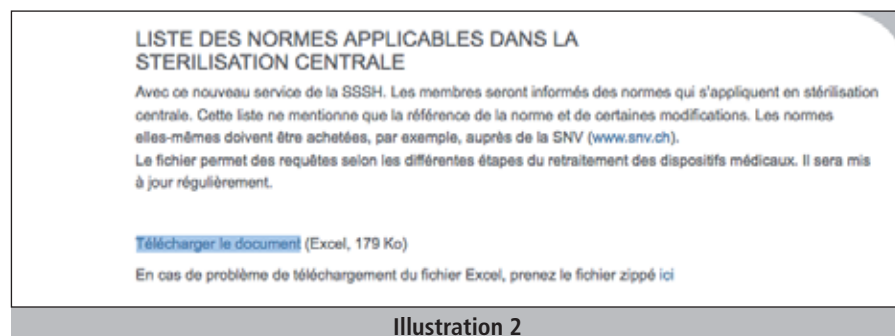 LISTE DES NORMES APPLICABLES DANS LA
STERILISATION CENTRALE
Avec ce nouveau service de la SSSH. Les membres seront informés des normes qui s'appliquent en stérilisation
centrale. Cette liste ne mentionne que la référence de la norme et de certaines modifications. Les normes
elles-mêmes doivent être achetées, par exemple, auprès de la SNV (www.snv.ch).
Le fichier permet des requêtes selon les différentes étapes du retraitement des dispositifs médicaux. Il sera mis
à jour régulièrement.
Télécharger le document (Excel, 179 Ko)
En cas de problème de téléchargement du fichier Excel, prenez le fichier zippé ici
Illustration 2